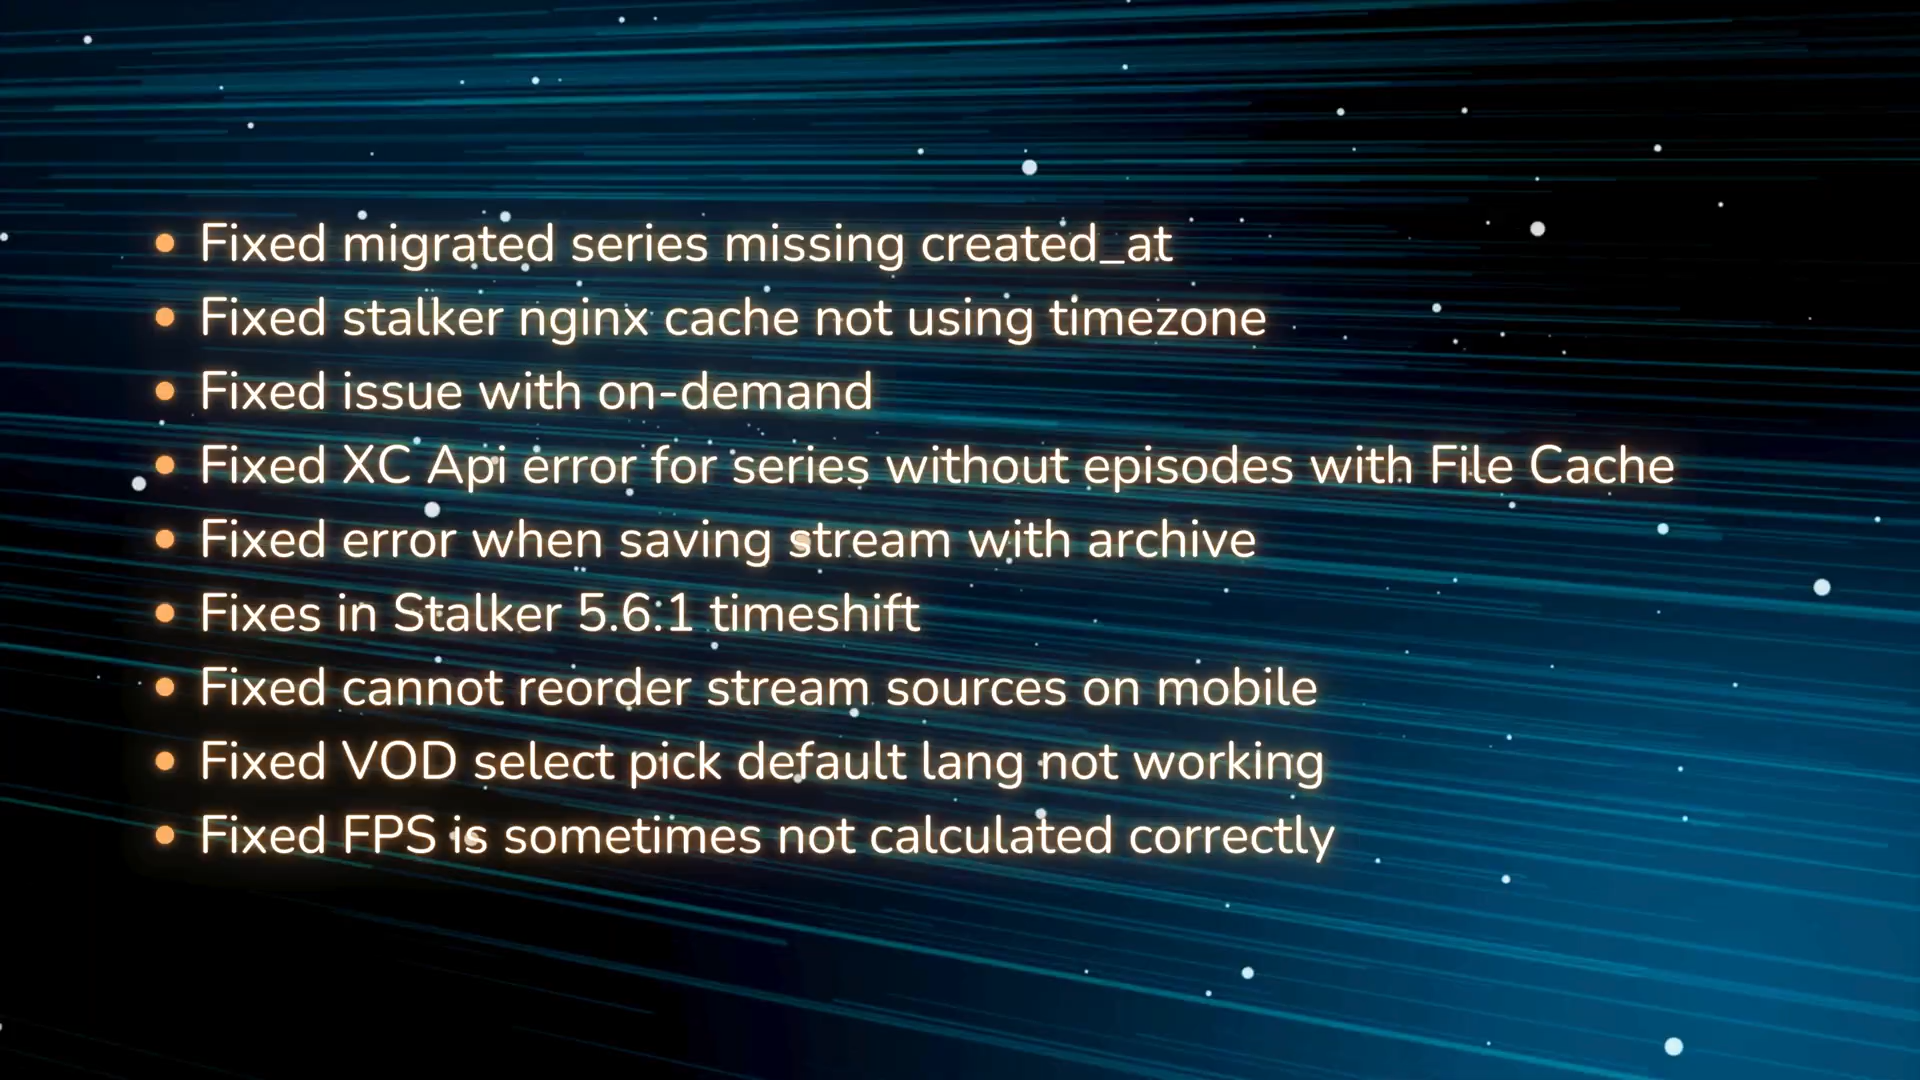 Fixed migrated series missing created_at
Fixed stalker nginx cache not using timezone
Fixed issue with on-demand
Fixed XC Api error for series without episodes with File Cache
Fixed error when saving stream with archive
Fixes in Stalker 5.6:1 timeshift
Fixed cannot reorder stream sources on mobile
Fixed VOD select pick default lang not working
Fixed FPS is sometimes not calculated correctly